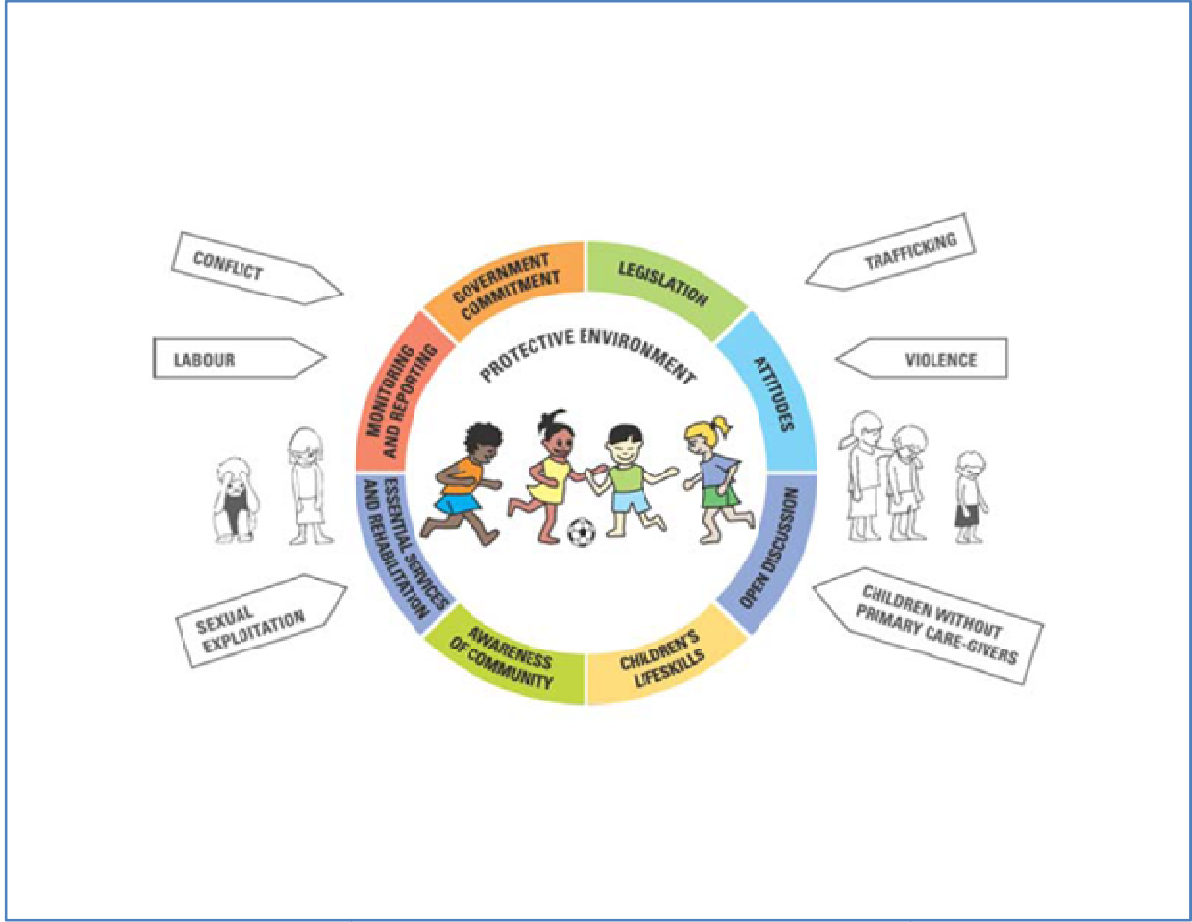 CONFLICT
TRAFFICKING
LABOUR
VIOLENCE
GOVERNMENT
COMMITMENT
LEGISLATION
MONITORING
AND REPORTING
PROTECTIVE ENVIRONMENT
ATTITUDES
ESSENTIAL SERVICES
AND REHABILITATION
OPEN DISCUSSION
AWARENESS
OF COMMUNITY
CHILDREN'S
LIFESKILLS
SEXUAL
EXPLOITATION
CHILDREN WITHOUT
PRIMARY CARE-GIVERS